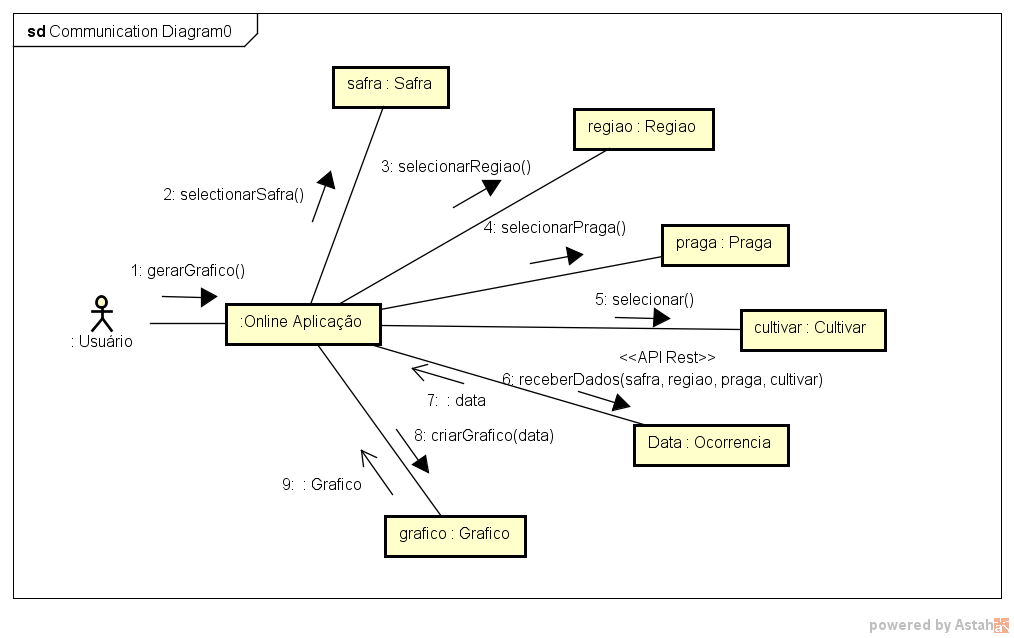 sd Communication Diagram0
safra : Safra
regiao : Regiao
3: selecionarRegiao()
2: selectionarSafra()
4: selecionarPraga()
praga : Praga
1: gerarGrafico()
5: selecionar()
:Online Aplicação
cultivar : Cultivar
: Usuário
<<API Rest>>
6: receberDados(safra, regiao, praga, cultivar)
7: : data
8: criarGrafico(data)
Data : Ocorrencia
9: : Grafico
grafico : Grafico
powered by Astah